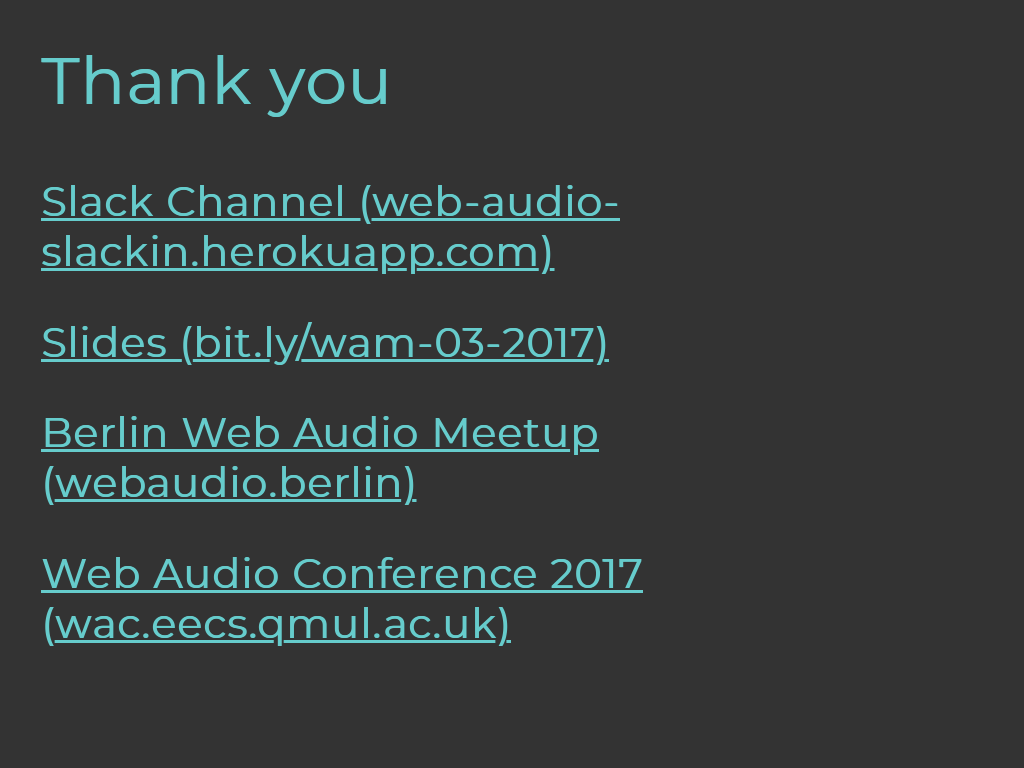 Thank you
Slack Channel (web-audio-
slackin.herokuapp.com)
Slides (bit.ly/wam-03-2017)
Berlin Web Audio Meetup
(webaudio.berlin)
Web Audio Conference 2017
(wac.eecs.qmul.ac.uk)